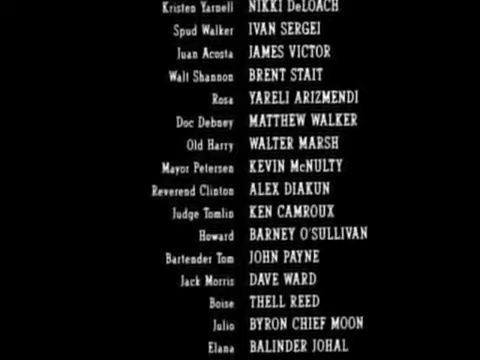 Kristen Yarnell NIKKI DeLOACH
Spud Walker IVAN SERGEI
Juan Acosta JAMES VICTOR
Walt Shannon BRENT STAIT
Rosa YARELI ARIZMENDI
Doc Debney MATTHEW WALKER
Old Harry WALTER MARSH
Mayor Petersen KEVIN McNULTY
Reverend Clinton ALEX DIAKUN
Judge Tomlin KEN CAMROUX
Howard BARNEY O'SULLIVAN
Bartender Tom JOHN PAYNE
Jack Morris DAVE WARD
Boise THELL REED
Julio BYRON CHIEF MOON
Elana BALINDER JOHAL